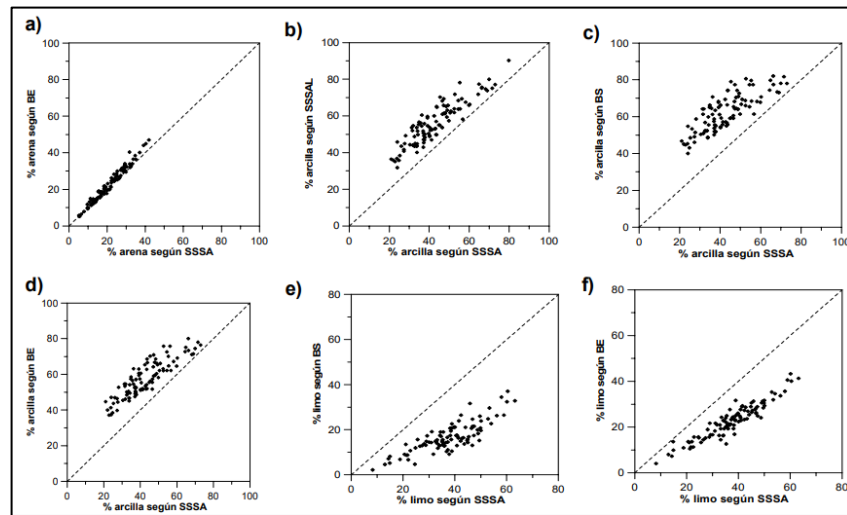 a)
100
80
60
40
20
0
% arena según BE
0 20 40 60 80 100
% arena según SSSA
b)
100
80
60
40
20
0
% arcilla según SSSAL
0 20 40 60 80 100
% arcilla según SSSA
c)
100
80
60
40
20
0
% arcilla según BS
0 20 40 60 80 100
% arcilla según SSSA
d)
100
80
60
40
20
0
% arcilla según BE
0 20 40 60 80 100
% arcilla según SSSA
e)
80
60
40
20
0
% limo según BS
0 20 40 60 80
% limo según SSSA
f)
80
60
40
20
0
% limo según BE
0 20 40 60 80
% limo según SSSA